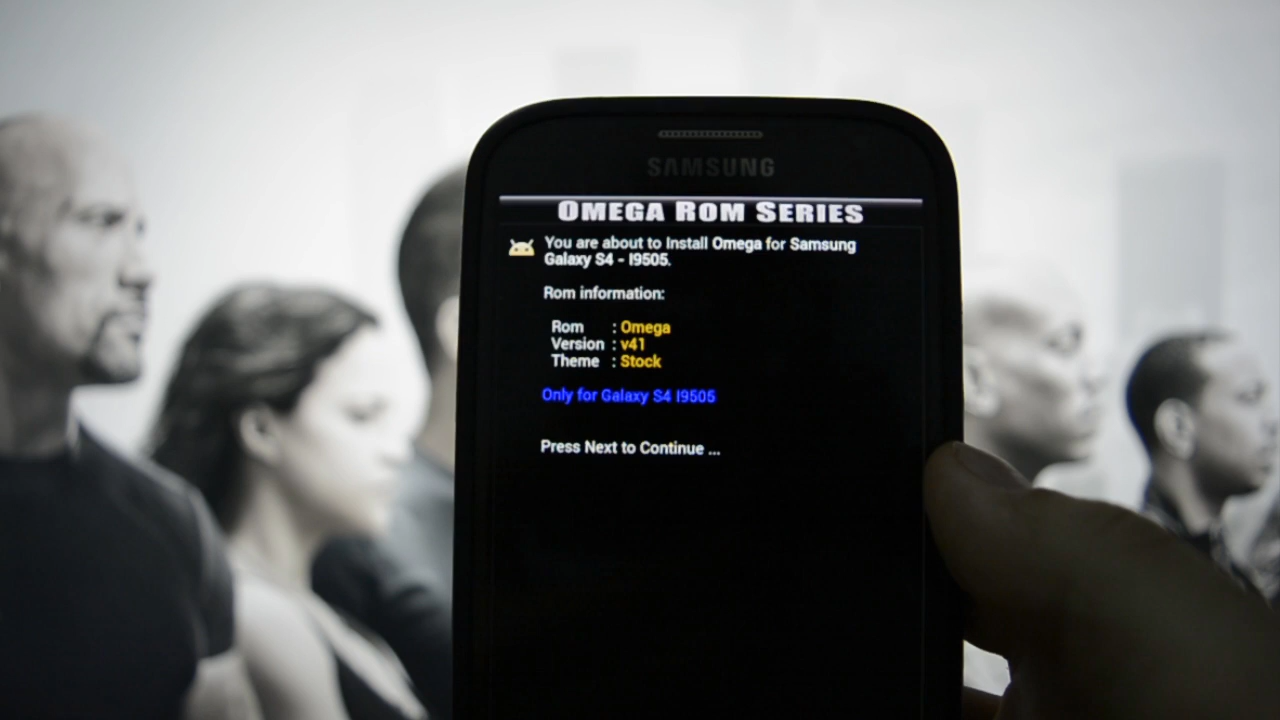 SAMSUNG
OMEGA ROM SERIES
You are about to Install Omega for Samsung
Galaxy S4 - I9505.
Rom information:
Rom : Omega
Version : v41
Theme : Stock
Only for Galaxy S4 I9505
Press Next to Continue ...